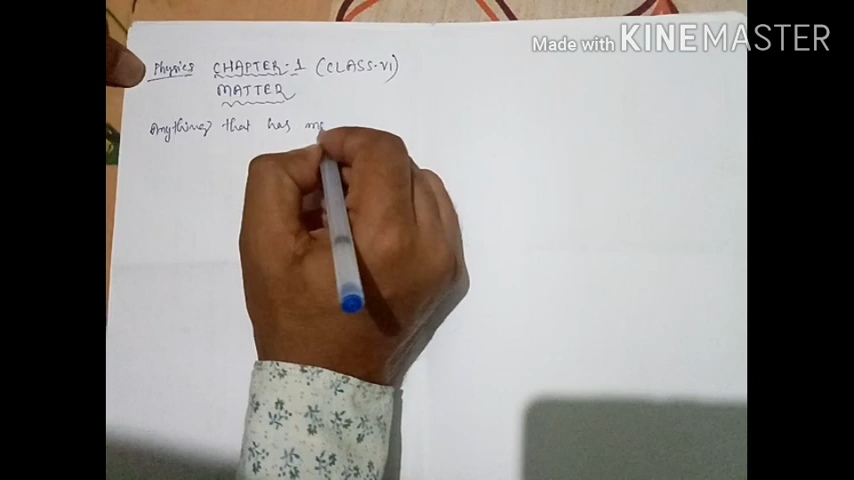 Made with KINEMASTER
Physics CHAPTER-1 (CLASS-VI)
MATTER
Anything that has